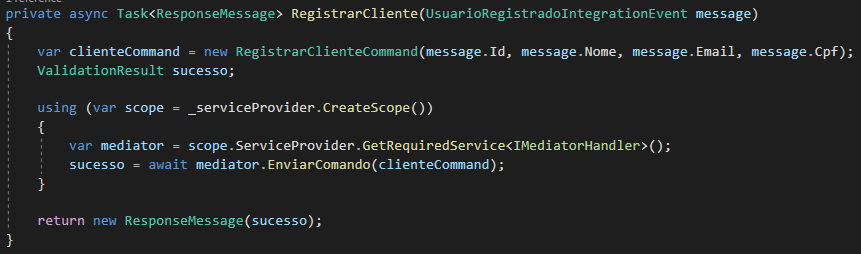 1 reference
private async Task<ResponseMessage> RegistrarCliente(UsuarioRegistradoIntegrationEvent message)
{
    var clienteCommand = new RegistrarClienteCommand(message.Id, message.Nome, message.Email, message.Cpf);
    ValidationResult sucesso;
    using (var scope = _serviceProvider.CreateScope())
    {
        var mediator = scope.ServiceProvider.GetRequiredService<IMediatorHandler>();
        sucesso = await mediator.EnviarComando(clienteCommand);
    }
    return new ResponseMessage(sucesso);
}